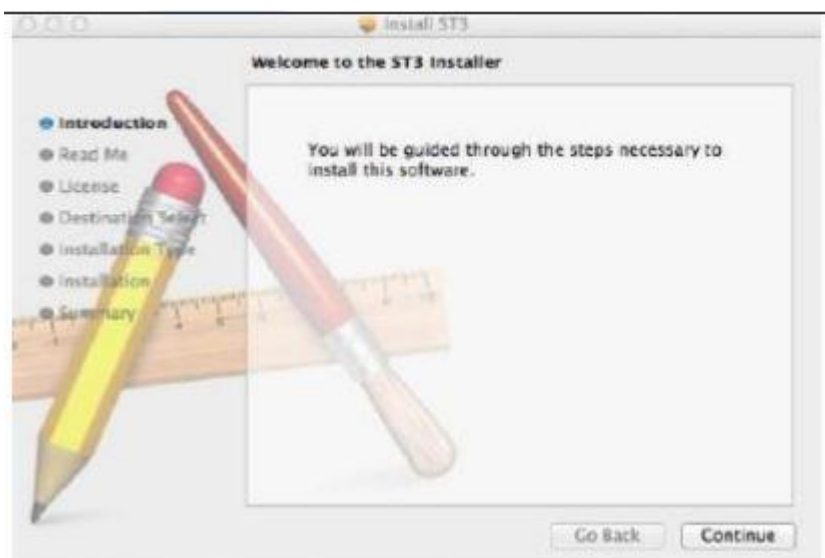 Install ST3
Welcome to the ST3 Installer
Introduction
Read Me
License
Destination Select
Installation Type
Installation
Summary
You will be guided through the steps necessary to
install this software.
Go Back
Continue